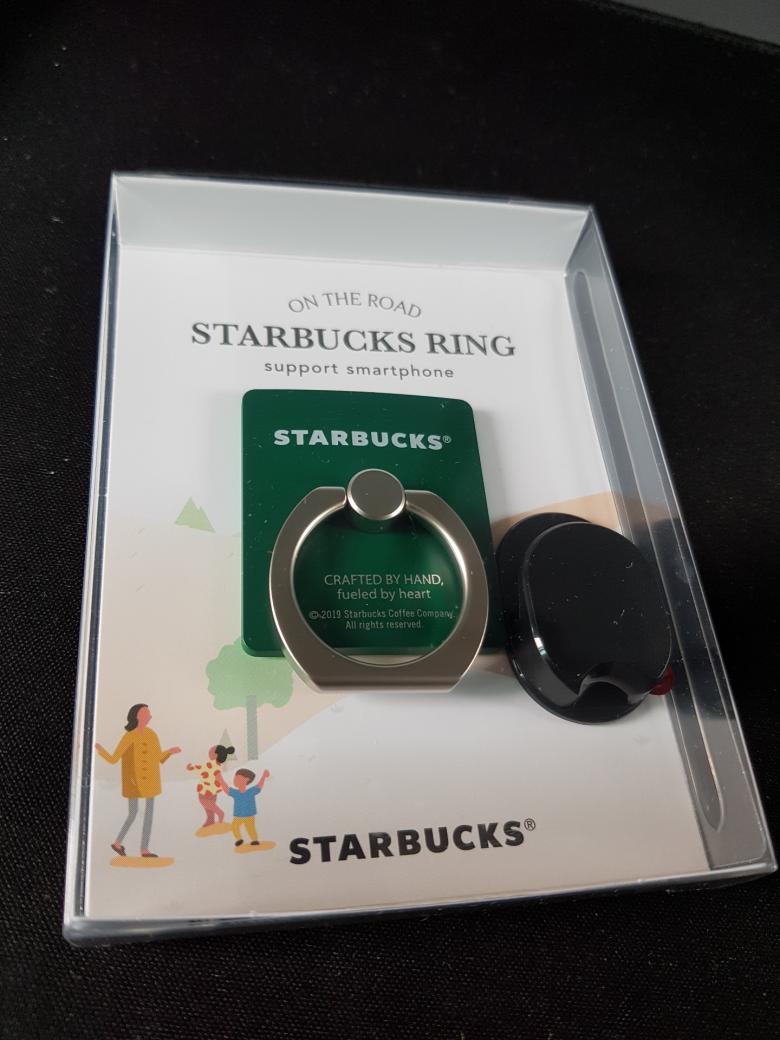 ON THE ROAD
STARBUCKS RING
support smartphone
STARBUCKS®
CRAFTED BY HAND,
fueled by heart
© 2019 Starbucks Coffee Company.
All rights reserved.
STARBUCKS®